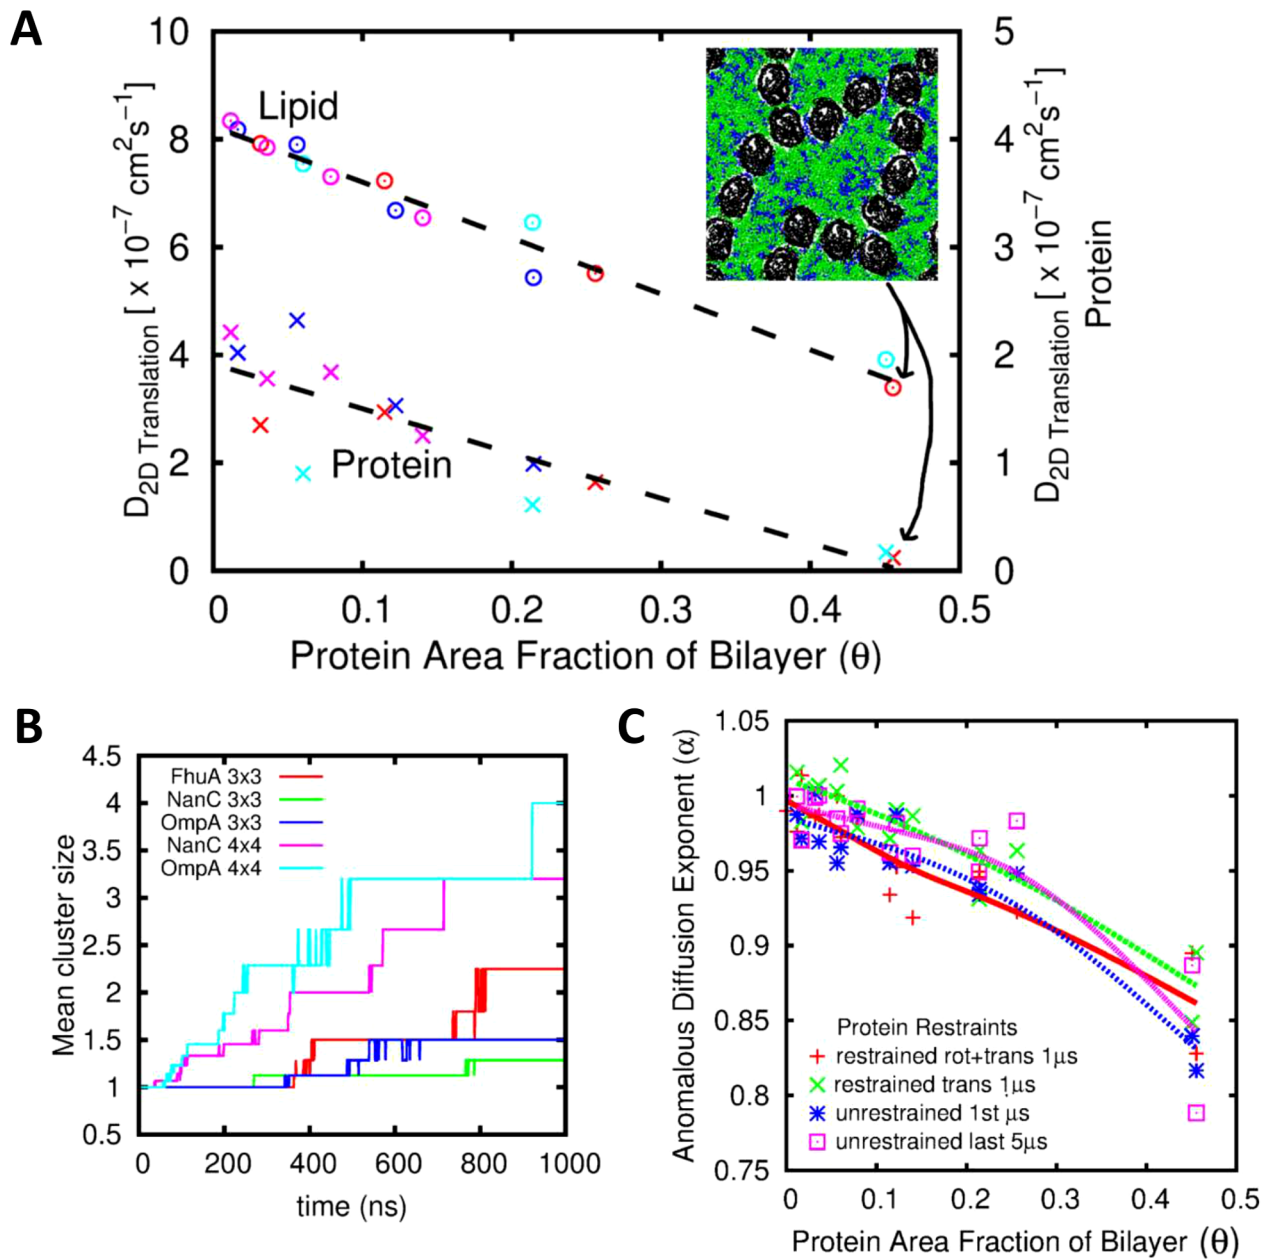 A
10
8
6
4
2
0
D2D Translation [ x 10−7 cm2s−1]
Lipid
Protein
5
4
3
2
1
0
D2D Translation [ x 10−7 cm2s−1]
Protein
0 0.1 0.2 0.3 0.4 0.5
Protein Area Fraction of Bilayer (θ)
B
4.5
4
3.5
3
2.5
2
1.5
1
0.5
Mean cluster size
FhuA 3x3
NanC 3x3
OmpA 3x3
NanC 4x4
OmpA 4x4
0 200 400 600 800 1000
time (ns)
C
1.05
1
0.95
0.9
0.85
0.8
0.75
Anomalous Diffusion Exponent (α)
Protein Restraints
restrained rot+trans 1μs
restrained trans 1μs
unrestrained 1st μs
unrestrained last 5μs
0 0.1 0.2 0.3 0.4 0.5
Protein Area Fraction of Bilayer (θ)